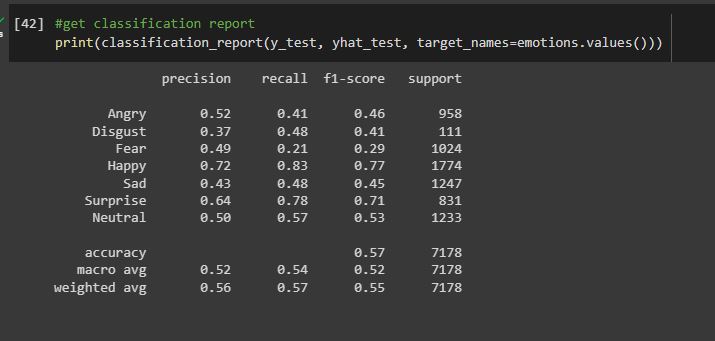 [42] #get classification report
print(classification_report(y_test, yhat_test, target_names=emotions.values()))
precision recall f1-score support
Angry 0.52 0.41 0.46 958
Disgust 0.37 0.48 0.41 111
Fear 0.49 0.21 0.29 1024
Happy 0.72 0.83 0.77 1774
Sad 0.43 0.48 0.45 1247
Surprise 0.64 0.78 0.71 831
Neutral 0.50 0.57 0.53 1233
accuracy 0.57 7178
macro avg 0.52 0.54 0.52 7178
weighted avg 0.56 0.57 0.55 7178